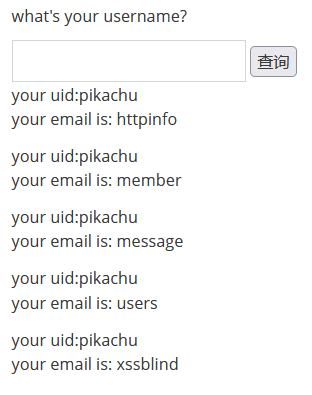 what's your username?
查询
your uid:pikachu
your email is: httpinfo
your uid:pikachu
your email is: member
your uid:pikachu
your email is: message
your uid:pikachu
your email is: users
your uid:pikachu
your email is: xssblind